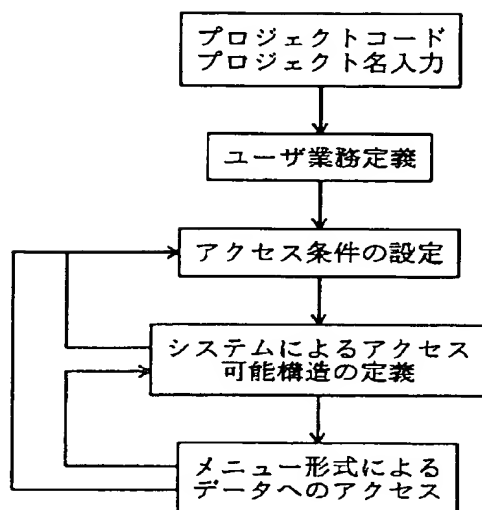 プロジェクトコード
プロジェクト名入力
ユーザ業務定義
アクセス条件の設定
システムによるアクセス
可能構造の定義
メニュー形式による
データへのアクセス